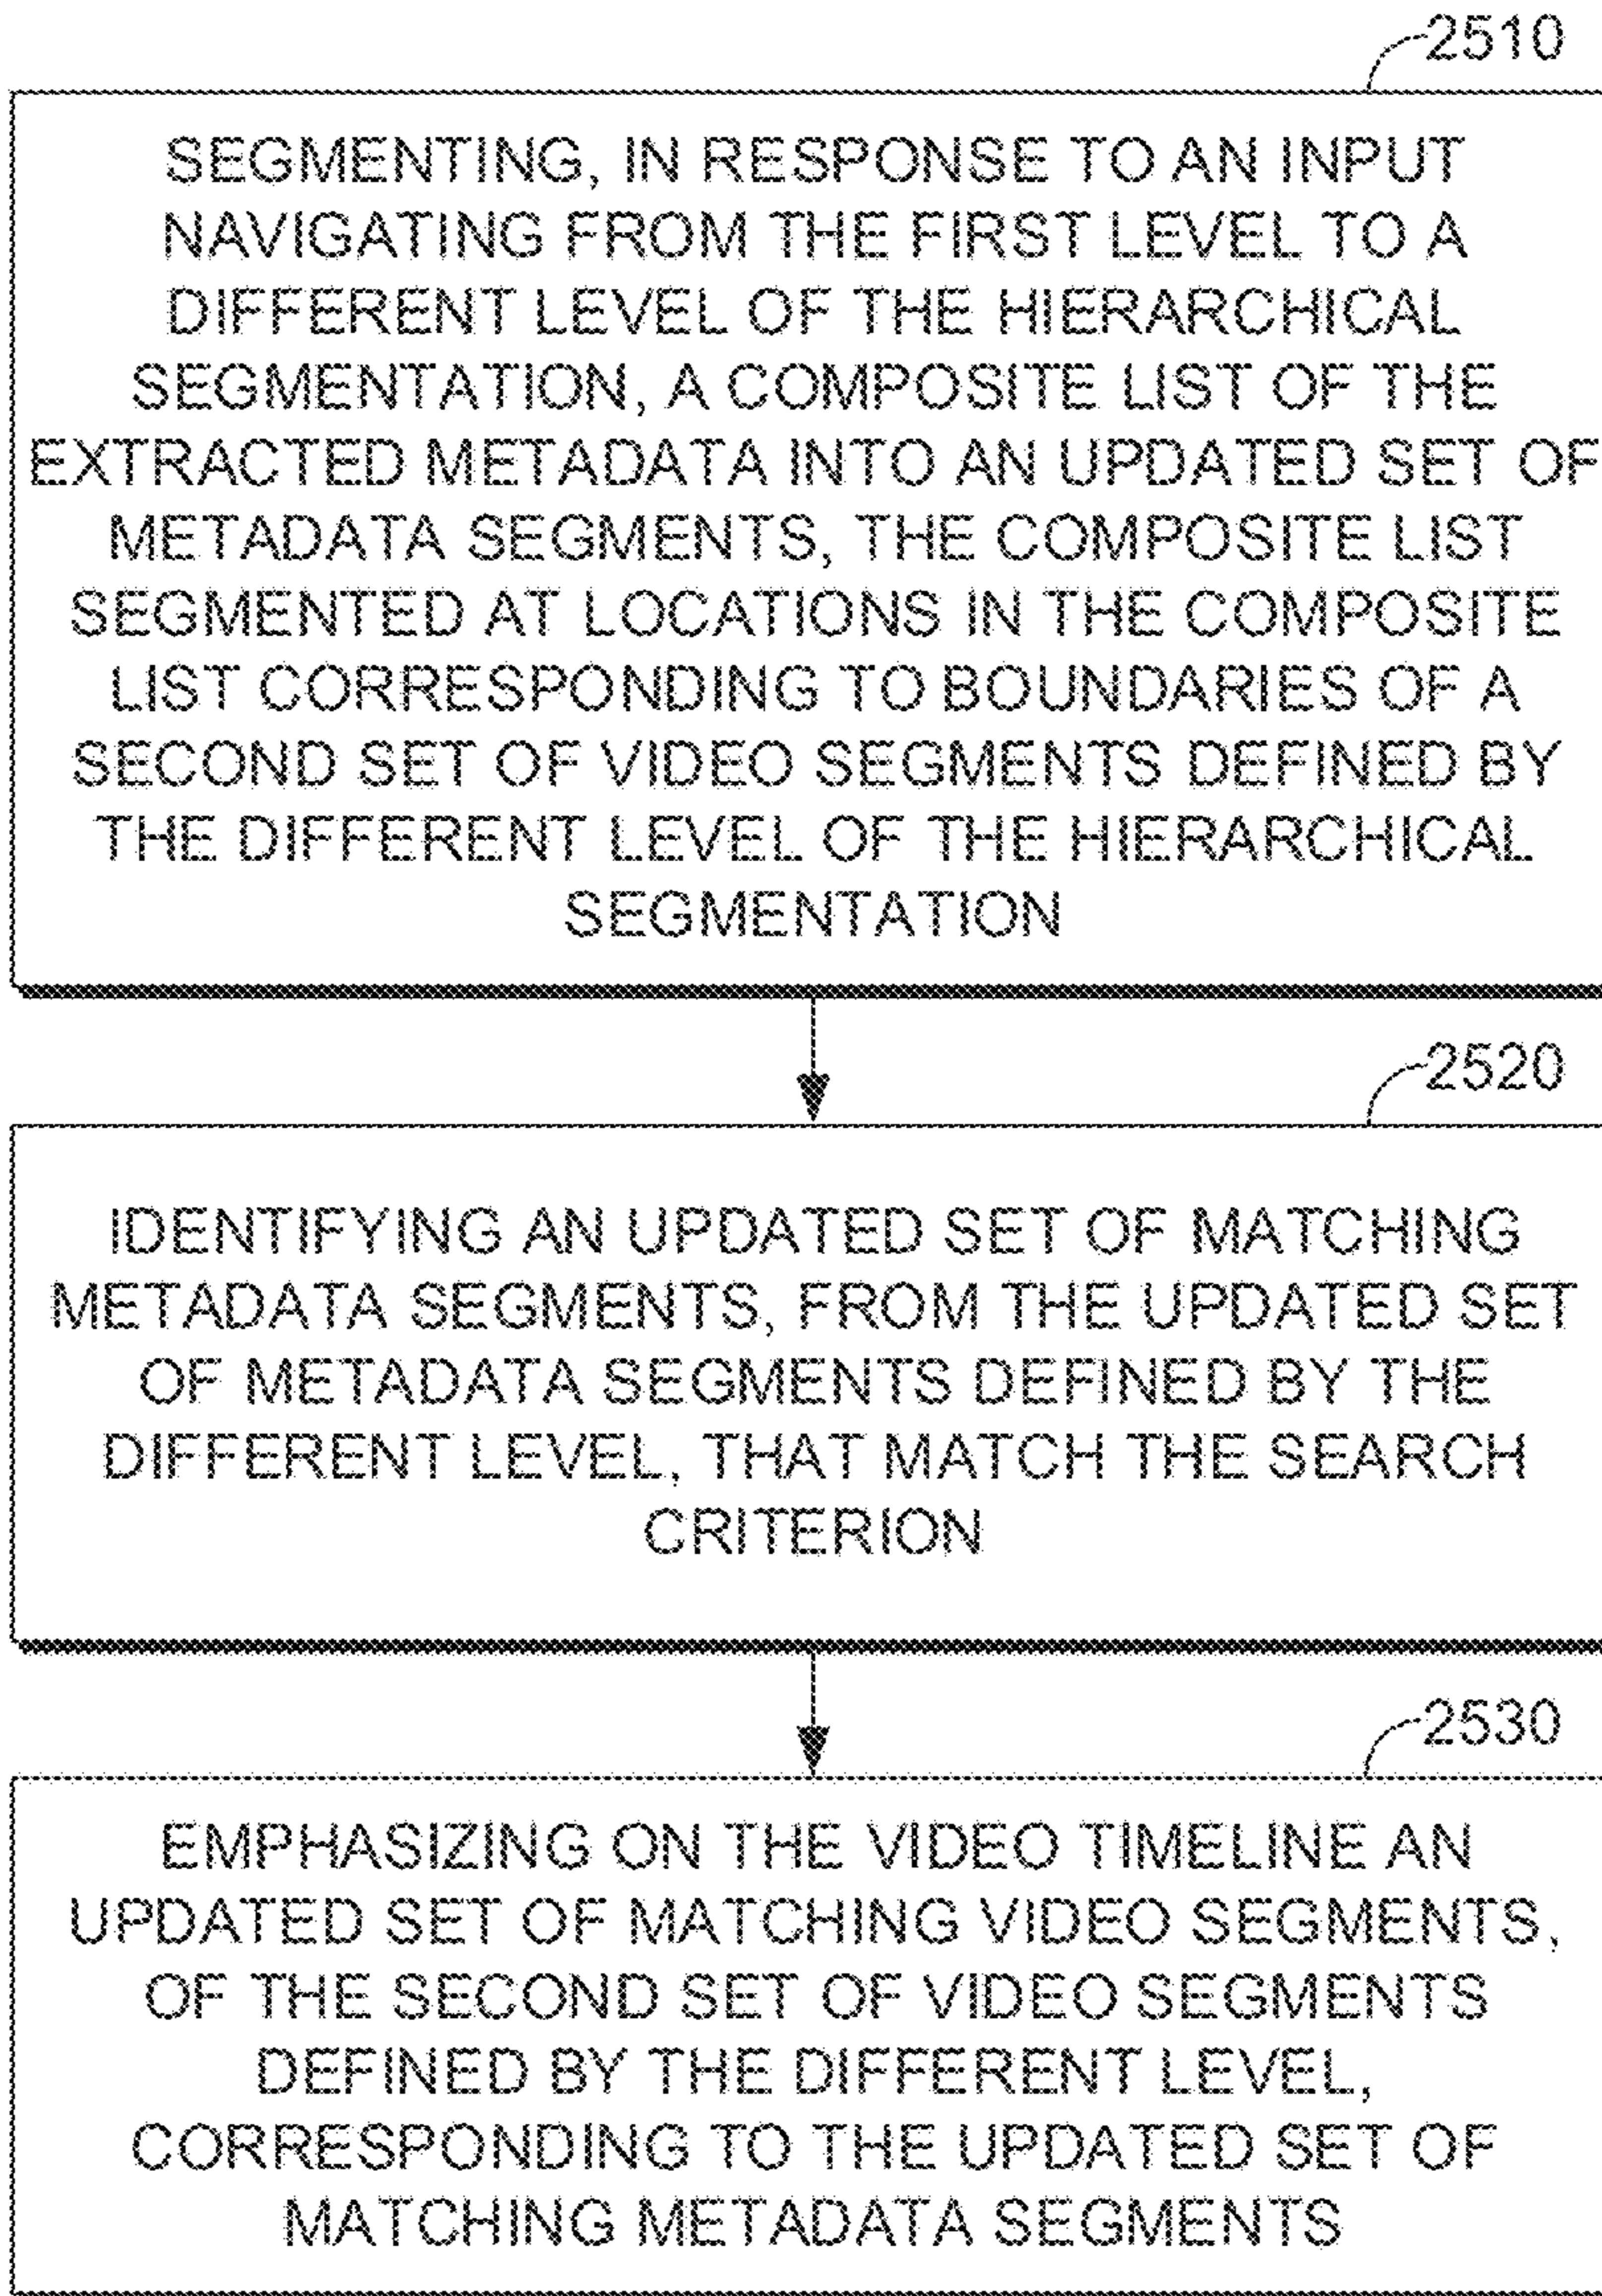 2510
SEGMENTING, IN RESPONSE TO AN INPUT
NAVIGATING FROM THE FIRST LEVEL TO A
DIFFERENT LEVEL OF THE HIERARCHICAL
SEGMENTATION, A COMPOSITE LIST OF THE
EXTRACTED METADATA INTO AN UPDATED SET OF
METADATA SEGMENTS, THE COMPOSITE LIST
SEGMENTED AT LOCATIONS IN THE COMPOSITE
LIST CORRESPONDING TO BOUNDARIES OF A
SECOND SET OF VIDEO SEGMENTS DEFINED BY
THE DIFFERENT LEVEL OF THE HIERARCHICAL
SEGMENTATION
2520
IDENTIFYING AN UPDATED SET OF MATCHING
METADATA SEGMENTS, FROM THE UPDATED SET
OF METADATA SEGMENTS DEFINED BY THE
DIFFERENT LEVEL, THAT MATCH THE SEARCH
CRITERION
2530
EMPHASIZING ON THE VIDEO TIMELINE AN
UPDATED SET OF MATCHING VIDEO SEGMENTS,
OF THE SECOND SET OF VIDEO SEGMENTS
DEFINED BY THE DIFFERENT LEVEL,
CORRESPONDING TO THE UPDATED SET OF
MATCHING METADATA SEGMENTS